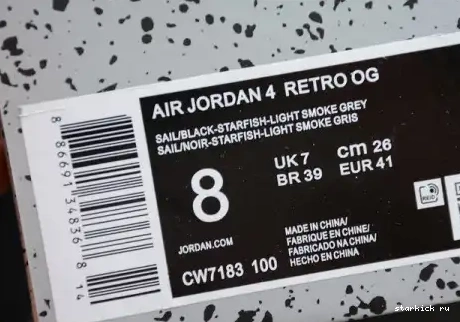 AIR JORDAN 4 RETRO OG
SAIL/BLACK-STARFISH-LIGHT SMOKE GREY
SAIL/NOIR-STARFISH-LIGHT SMOKE GRIS
8
UK 7
cm 26
BR 39
EUR 41
JORDAN.COM
MADE IN CHINA/
FABRIQUE EN CHINE/
FABRICADO NA CHINA/
HECHO EN CHINA
CW7183 100
8 86691 34836 8 14
starkick ru